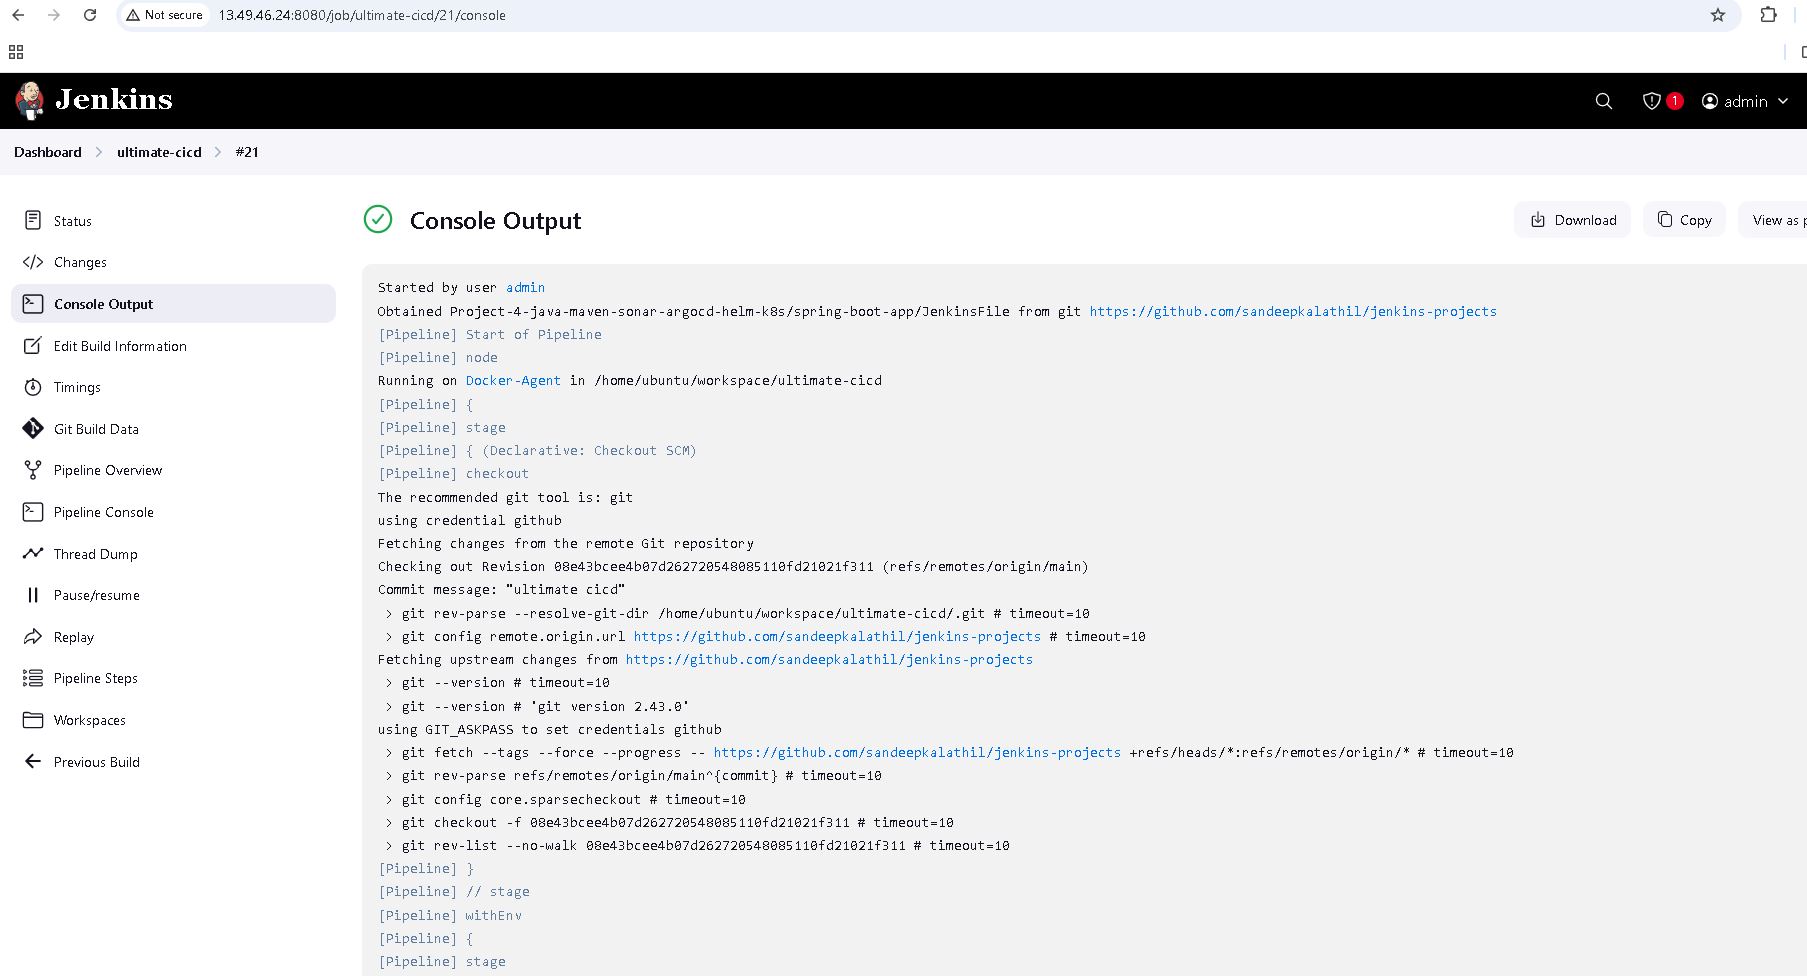 Not secure 13.49.46.24:8080/job/ultimate-cicd/21/console
Jenkins
1 admin
Dashboard > ultimate-cicd > #21
Status
Changes
Console Output
Edit Build Information
Timings
Git Build Data
Pipeline Overview
Pipeline Console
Thread Dump
Pause/resume
Replay
Pipeline Steps
Workspaces
Previous Build
Console Output
Download Copy View as
Started by user admin
Obtained Project-4-java-maven-sonar-argocd-helm-k8s/spring-boot-app/JenkinsFile from git https://github.com/sandeepkalathil/jenkins-projects
[Pipeline] Start of Pipeline
[Pipeline] node
Running on Docker-Agent in /home/ubuntu/workspace/ultimate-cicd
[Pipeline] {
[Pipeline] stage
[Pipeline] { (Declarative: Checkout SCM)
[Pipeline] checkout
The recommended git tool is: git
using credential github
Fetching changes from the remote Git repository
Checking out Revision 08e43bcee4b07d262720548085110fd21021f311 (refs/remotes/origin/main)
Commit message: "ultimate cicd"
> git rev-parse --resolve-git-dir /home/ubuntu/workspace/ultimate-cicd/.git # timeout=10
> git config remote.origin.url https://github.com/sandeepkalathil/jenkins-projects # timeout=10
Fetching upstream changes from https://github.com/sandeepkalathil/jenkins-projects
> git --version # timeout=10
> git --version # 'git version 2.43.0'
using GIT_ASKPASS to set credentials github
> git fetch --tags --force --progress -- https://github.com/sandeepkalathil/jenkins-projects +refs/heads/*:refs/remotes/origin/* # timeout=10
> git rev-parse refs/remotes/origin/main^{commit} # timeout=10
> git config core.sparsecheckout # timeout=10
> git checkout -f 08e43bcee4b07d262720548085110fd21021f311 # timeout=10
> git rev-list --no-walk 08e43bcee4b07d262720548085110fd21021f311 # timeout=10
[Pipeline] }
[Pipeline] // stage
[Pipeline] withEnv
[Pipeline] {
[Pipeline] stage